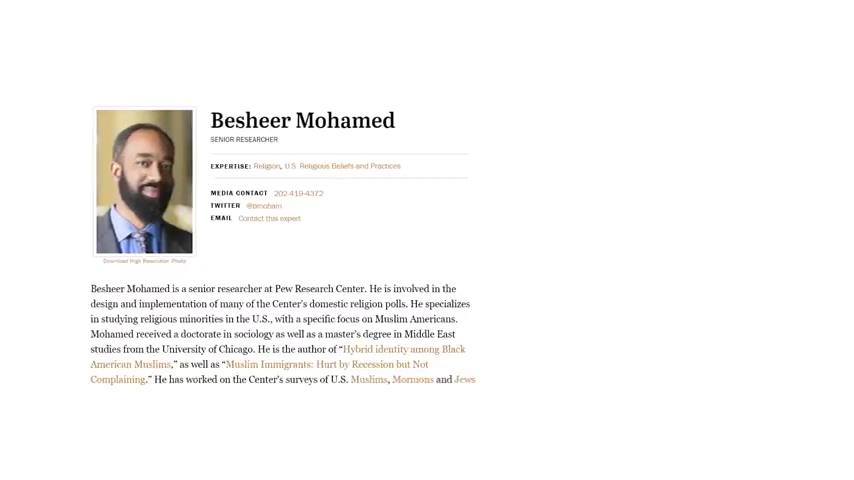 Besheer Mohamed
SENIOR RESEARCHER
EXPERTISE: Religion, U.S. Religious Beliefs and Practices
MEDIA CONTACT 202-419-4372
TWITTER @bmoham
EMAIL Contact this expert
Download High Resolution Photo
Besheer Mohamed is a senior researcher at Pew Research Center. He is involved in the
design and implementation of many of the Center's domestic religion polls. He specializes
in studying religious minorities in the U.S., with a specific focus on Muslim Americans.
Mohamed received a doctorate in sociology as well as a master's degree in Middle East
studies from the University of Chicago. He is the author of “Hybrid identity among Black
American Muslims,” as well as “Muslim Immigrants: Hurt by Recession but Not
Complaining.” He has worked on the Center's surveys of U.S. Muslims, Mormons and Jews